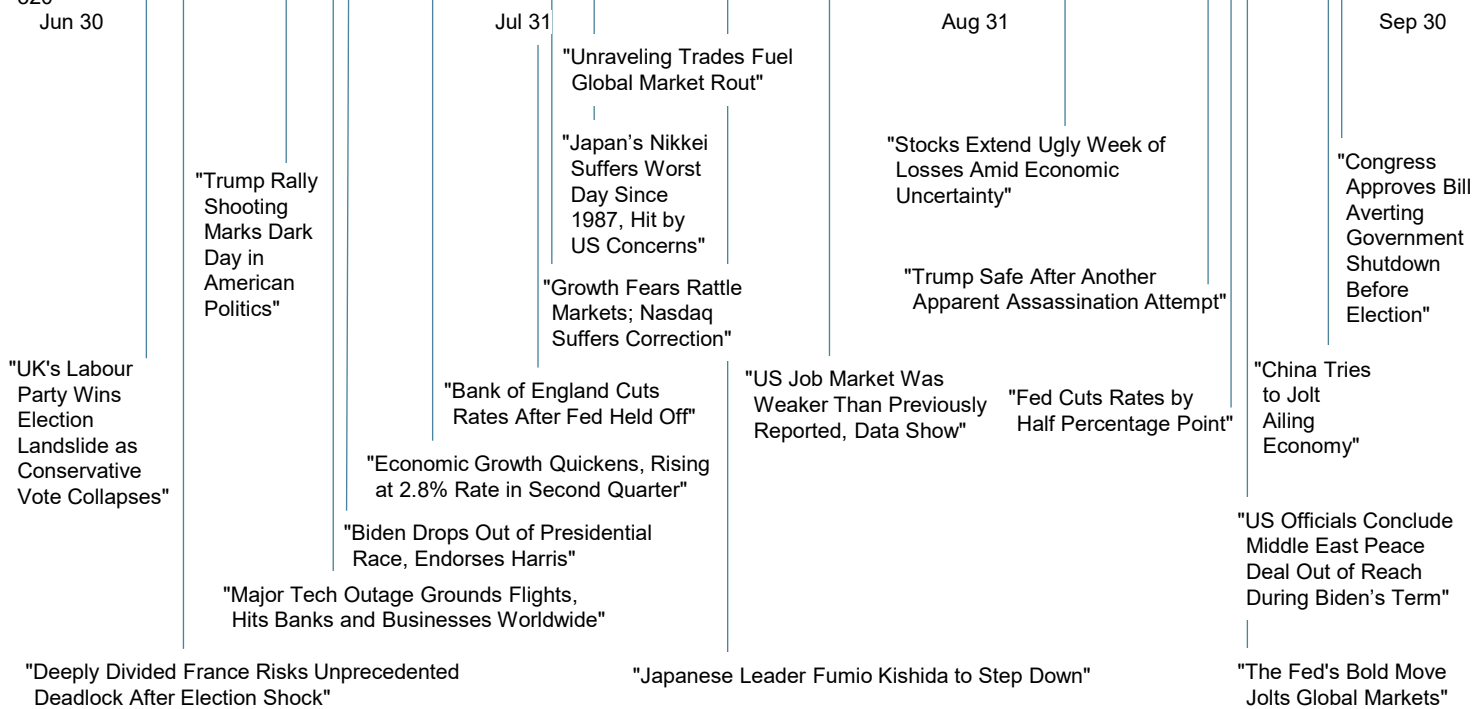 Jun 30
Jul 31
Aug 31
Sep 30
"Unraveling Trades Fuel
Global Market Rout"
"Japan’s Nikkei
Suffers Worst
Day Since
1987, Hit by
US Concerns"
"Stocks Extend Ugly Week of
Losses Amid Economic
Uncertainty"
"Congress
Approves Bill
Averting
Government
Shutdown
Before
Election"
"Trump Rally
Shooting
Marks Dark
Day in
American
Politics"
"Trump Safe After Another
Apparent Assassination Attempt"
"Growth Fears Rattle
Markets; Nasdaq
Suffers Correction"
"UK's Labour
Party Wins
Election
Landslide as
Conservative
Vote Collapses"
"Bank of England Cuts
Rates After Fed Held Off"
"US Job Market Was
Weaker Than Previously
Reported, Data Show"
"Fed Cuts Rates by
Half Percentage Point"
"China Tries
to Jolt
Ailing
Economy"
"Economic Growth Quickens, Rising
at 2.8% Rate in Second Quarter"
"Biden Drops Out of Presidential
Race, Endorses Harris"
"US Officials Conclude
Middle East Peace
Deal Out of Reach
During Biden’s Term"
"Major Tech Outage Grounds Flights,
Hits Banks and Businesses Worldwide"
"Deeply Divided France Risks Unprecedented
Deadlock After Election Shock"
"Japanese Leader Fumio Kishida to Step Down"
"The Fed's Bold Move
Jolts Global Markets"